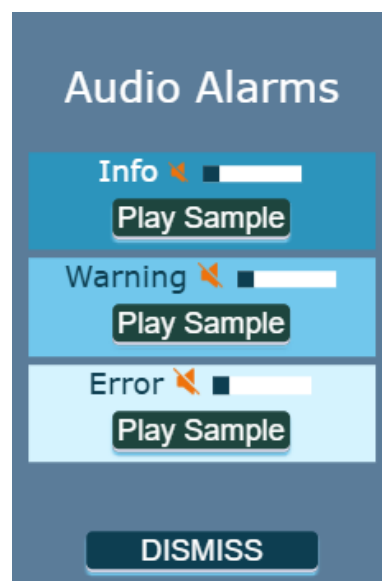 Audio Alarms
Info
Play Sample
Warning
Play Sample
Error
Play Sample
DISMISS